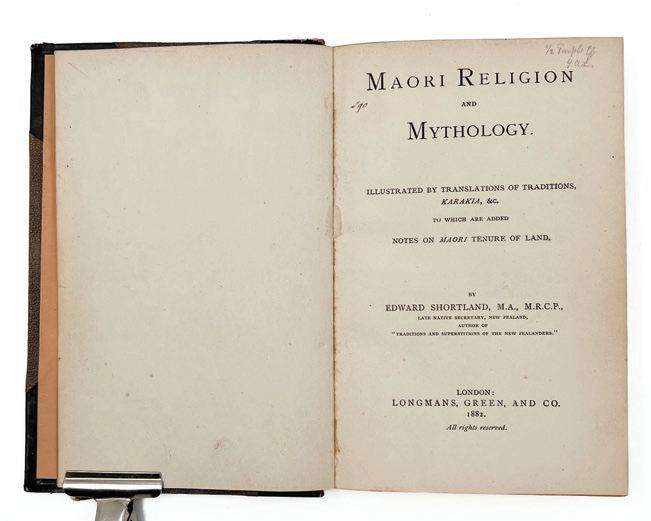 MAORI RELIGION
AND
MYTHOLOGY.
ILLUSTRATED BY TRANSLATIONS OF TRADITIONS,
KARAKIA, &c.
TO WHICH ARE ADDED
NOTES ON MAORI TENURE OF LAND.
BY
EDWARD SHORTLAND, M.A., M.R.C.P.,
LATE NATIVE SECRETARY, NEW ZEALAND,
AUTHOR OF
"TRADITIONS AND SUPERSTITIONS OF THE NEW ZEALANDERS."
LONDON:
LONGMANS, GREEN, AND CO.
1882.
All rights reserved.